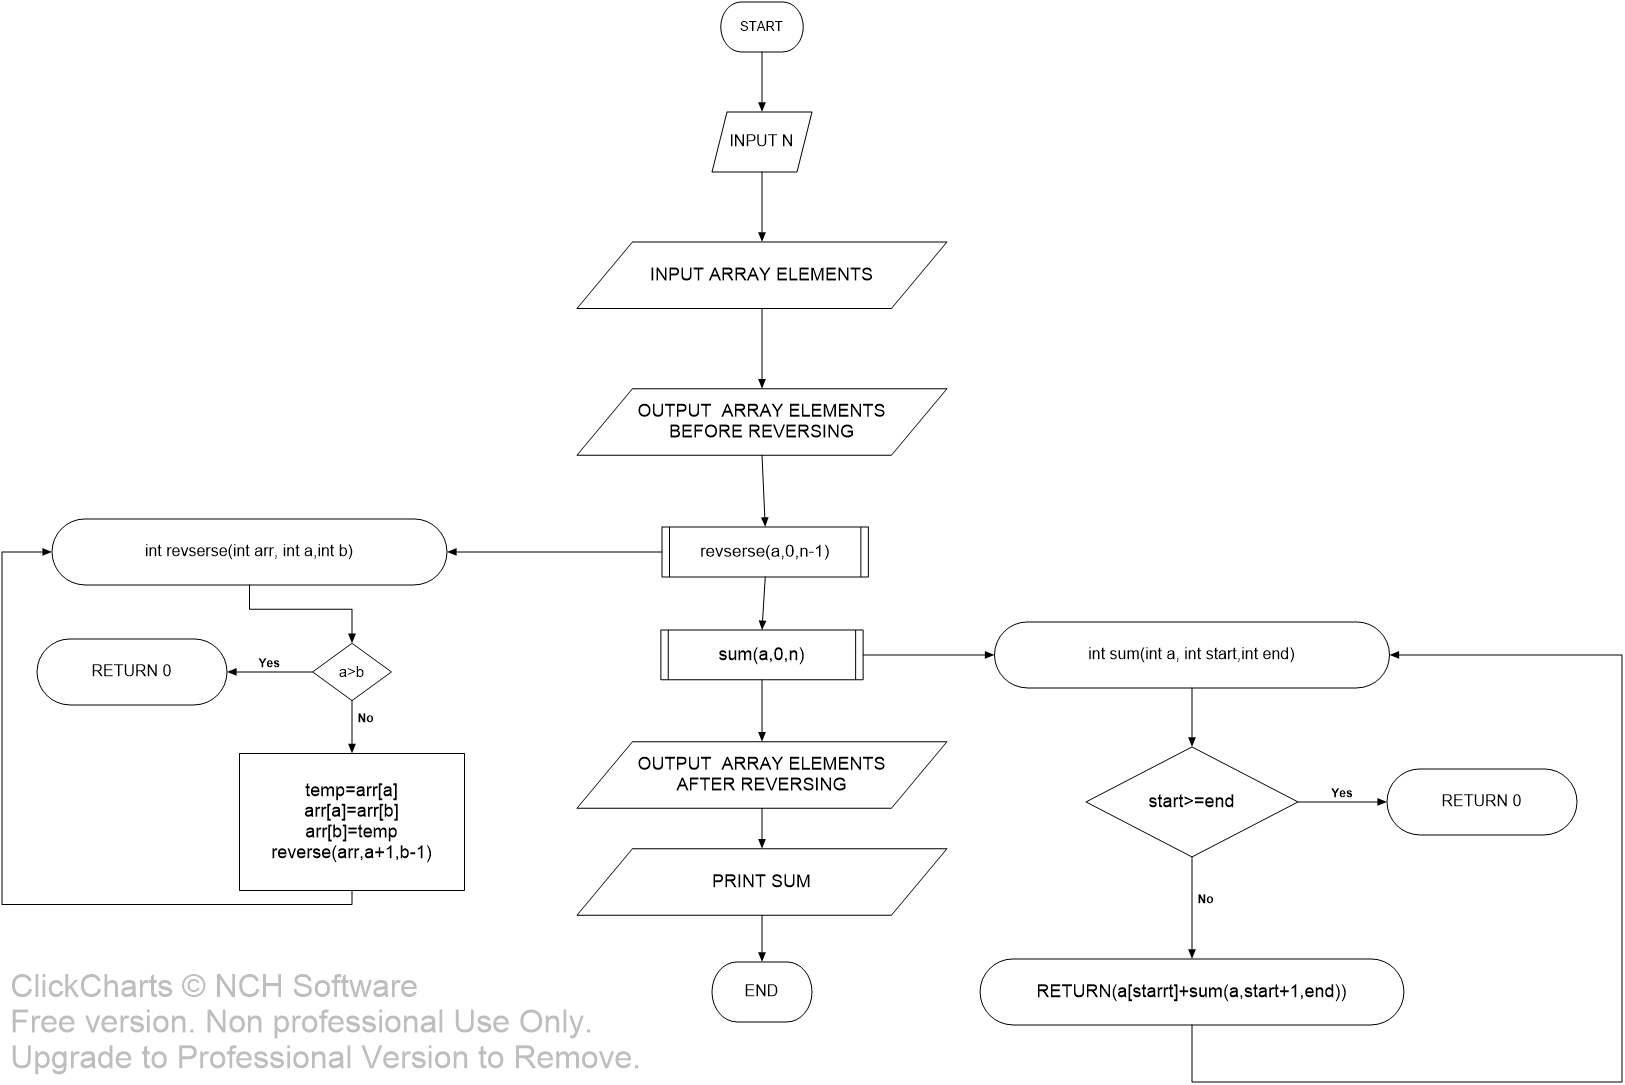 START
INPUT N
INPUT ARRAY ELEMENTS
OUTPUT ARRAY ELEMENTS
BEFORE REVERSING
revserse(a,0,n-1)
int revserse(int arr, int a,int b)
a>b
Yes
RETURN 0
No
temp=arr[a]
arr[a]=arr[b]
arr[b]=temp
reverse(arr,a+1,b-1)
sum(a,0,n)
int sum(int a, int start,int end)
start>=end
Yes
RETURN 0
No
RETURN(a[starrt]+sum(a,start+1,end))
OUTPUT ARRAY ELEMENTS
AFTER REVERSING
PRINT SUM
END
ClickCharts © NCH Software
Free version. Non professional Use Only.
Upgrade to Professional Version to Remove.